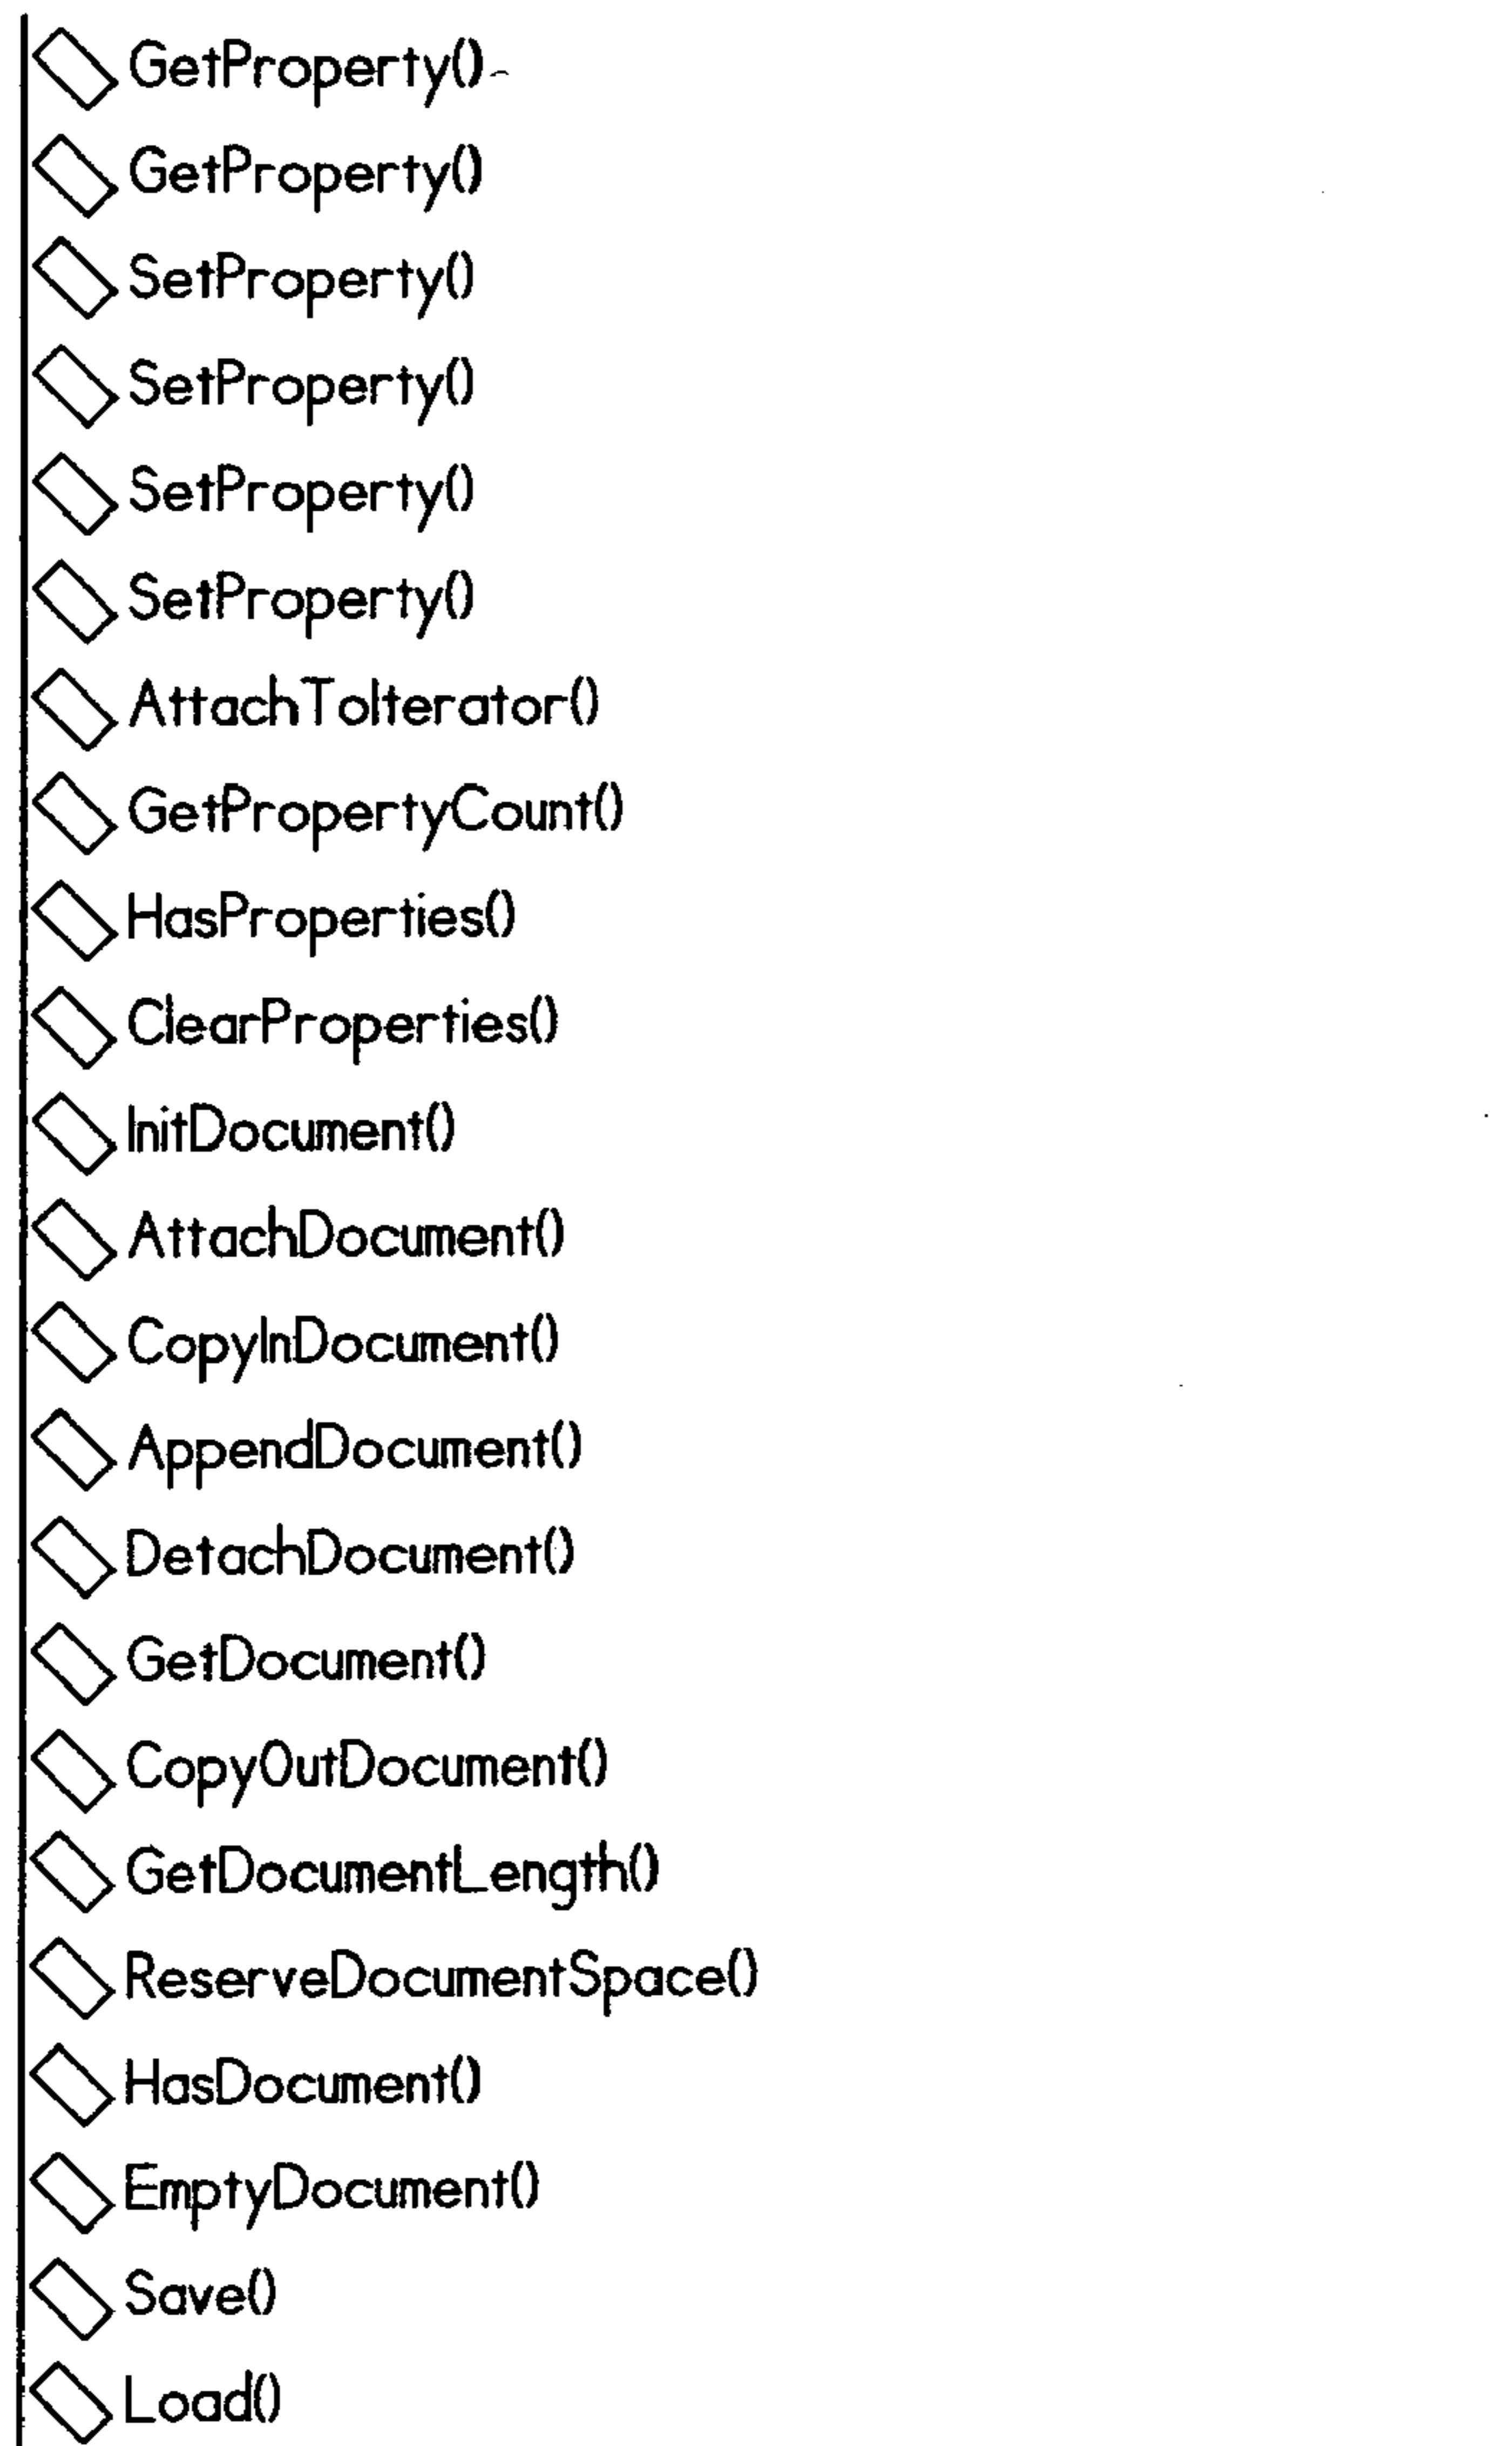 GetProperty()
GetProperty()
SetProperty()
SetProperty()
SetProperty()
SetProperty()
AttachToIterator()
GetPropertyCount()
HasProperties()
ClearProperties()
InitDocument()
AttachDocument()
CopyInDocument()
AppendDocument()
DetachDocument()
GetDocument()
CopyOutDocument()
GetDocumentLength()
ReserveDocumentSpace()
HasDocument()
EmptyDocument()
Save()
Load()